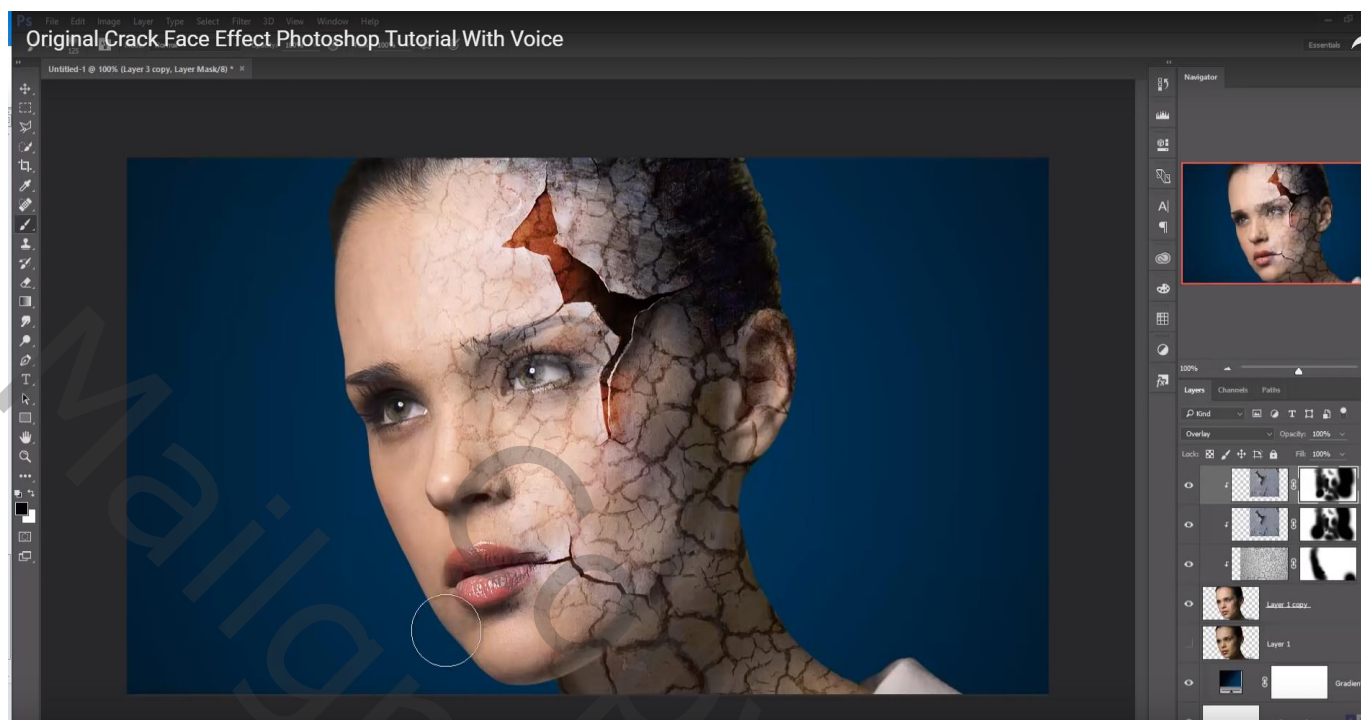 Ps File Edit Image Layer Type Select Filter 3D View Window Help
Original Crack Face Effect Photoshop Tutorial With Voice
Essentials
Untitled-1 @ 100% (Layer 3 copy, Layer Mask/8) * ×
Navigator
100%
Layers Channels Paths
Kind
Overlay Opacity: 100%
Lock: Fill: 100%
Layer 1 copy
Layer 1
Gradien